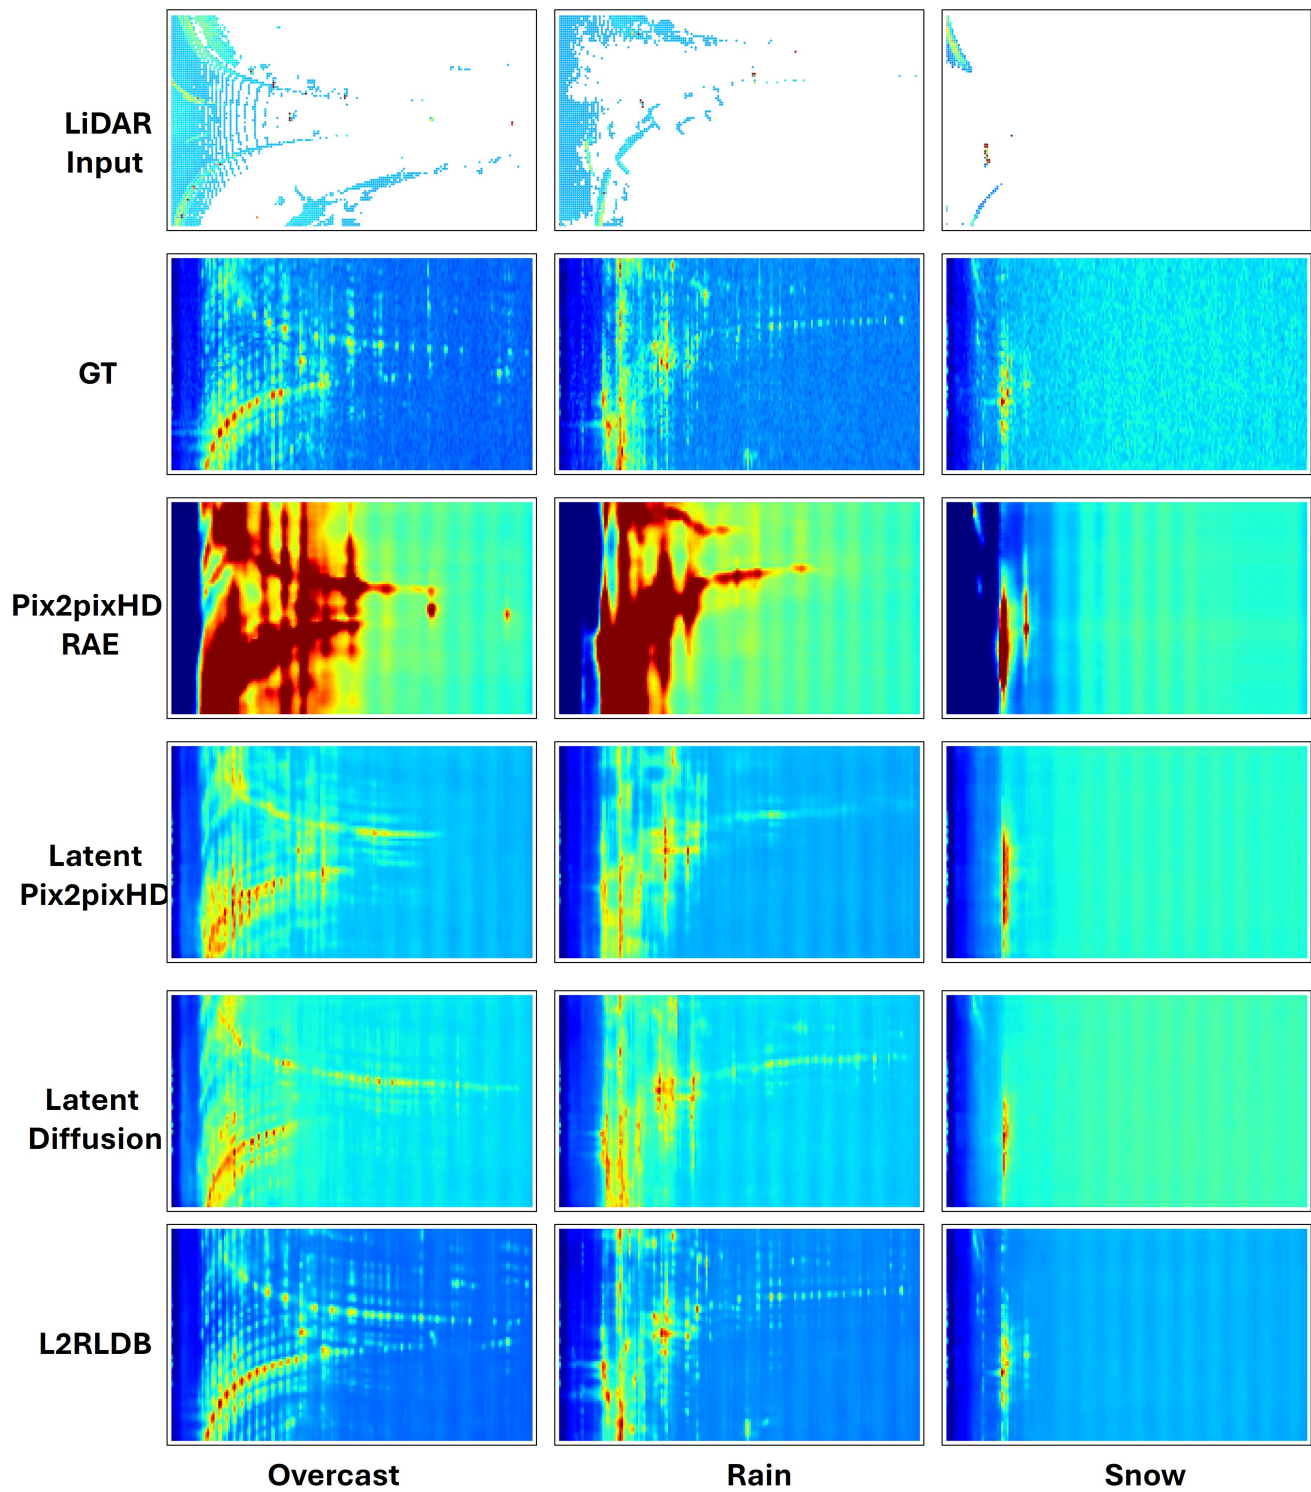 LiDAR
Input
GT
Pix2pixHD
RAE
Latent
Pix2pixHD
Latent
Diffusion
L2RLDB
Overcast
Rain
Snow